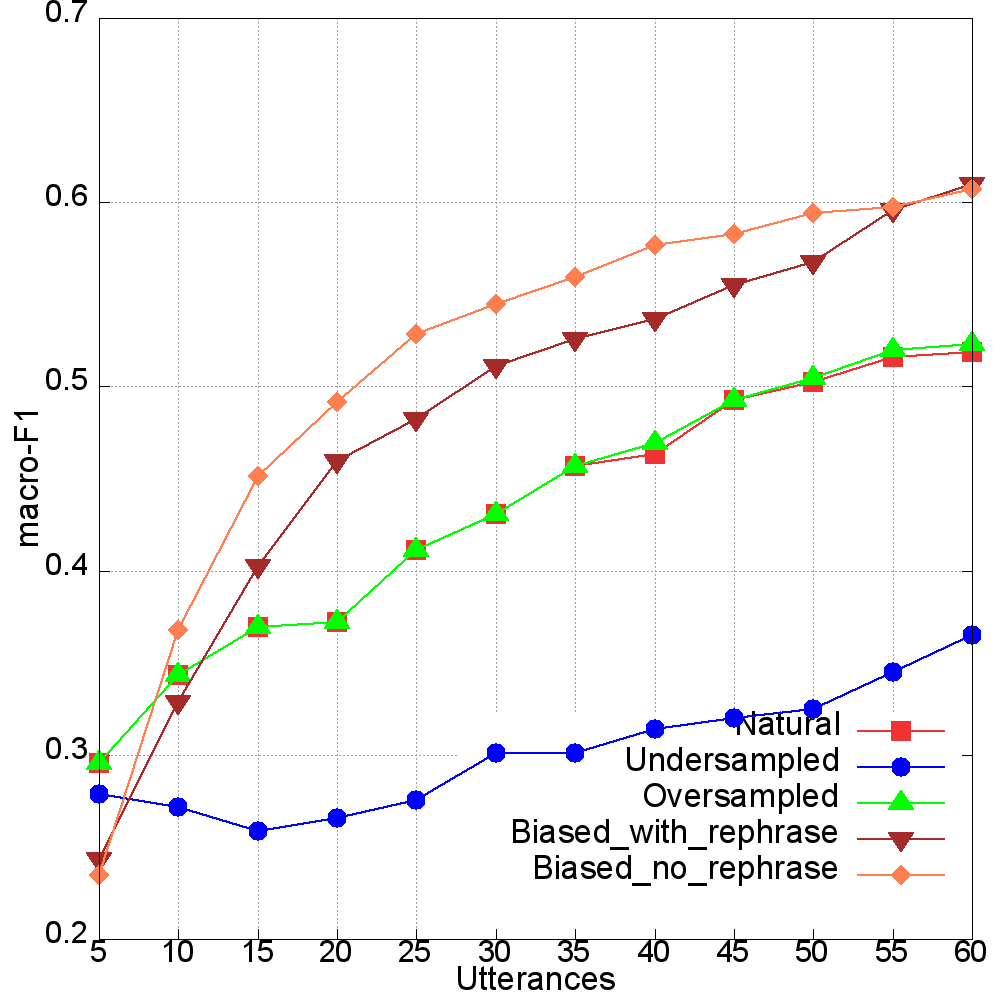 0.7
0.6
0.5
0.4
0.3
0.2
macro-F1
Natural
Undersampled
Oversampled
Biased_with_rephrase
Biased_no_rephrase
5 10 15 20 25 30 35 40 45 50 55 60
Utterances